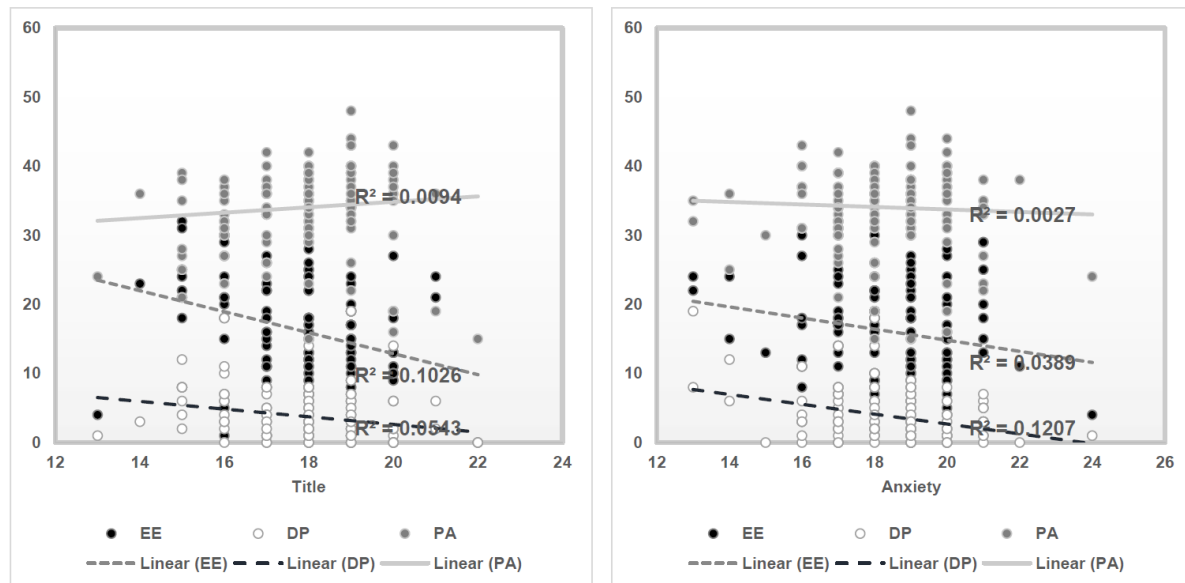 60
50
40
30
20
10
0
R² = 0.0094
R² = 0.1026
R² = 0.0543
12 14 16 18 20 22 24
Title
EE DP PA
Linear (EE) Linear (DP) Linear (PA)
60
50
40
30
20
10
0
R² = 0.0027
R² = 0.0389
R² = 0.1207
12 14 16 18 20 22 24 26
Anxiety
EE DP PA
Linear (EE) Linear (DP) Linear (PA)